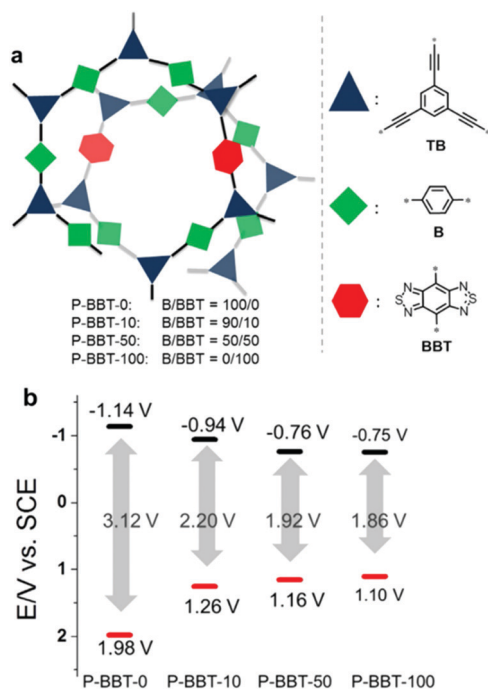 a
:
TB
:
B
:
N
N
S
S
N
N
BBT
P-BBT-0: B/BBT = 100/0
P-BBT-10: B/BBT = 90/10
P-BBT-50: B/BBT = 50/50
P-BBT-100: B/BBT = 0/100
b
E/V vs. SCE
-1
0
1
2
-1.14 V
-0.94 V
-0.76 V
-0.75 V
3.12 V
2.20 V
1.92 V
1.86 V
1.98 V
1.26 V
1.16 V
1.10 V
P-BBT-0 P-BBT-10 P-BBT-50 P-BBT-100